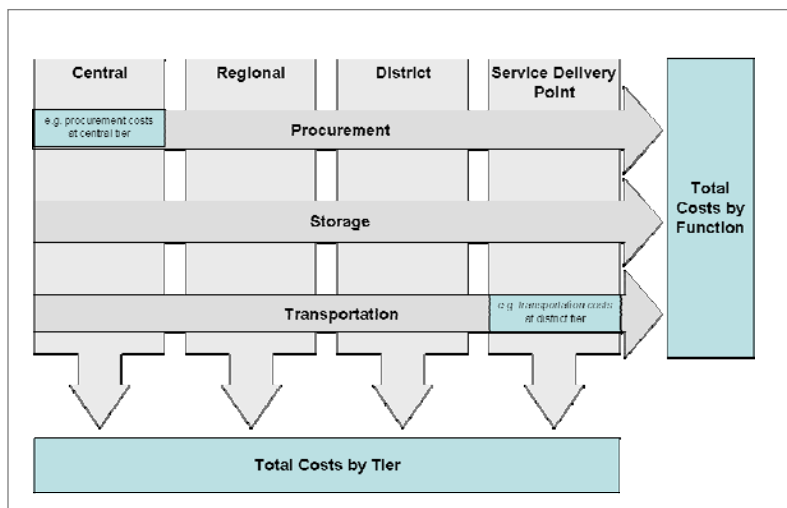 Central
Regional
District
Service Delivery
Point
e.g. procurement costs
at central tier
Procurement
Storage
Transportation
e.g. transportation costs
at district tier
Total
Costs by
Function
Total Costs by Tier